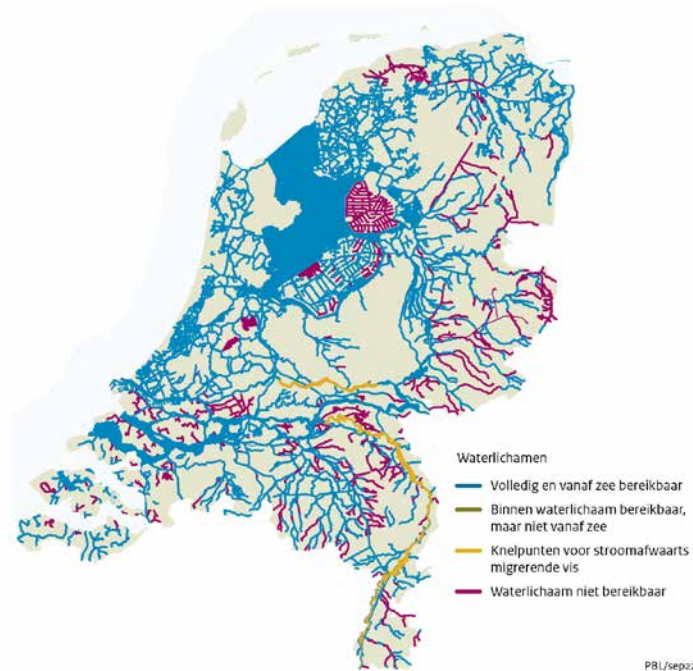 Waterlichamen
Volledig en vanaf zee bereikbaar
Binnen waterlichaam bereikbaar,
maar niet vanaf zee
Knelpunten voor stroomafwaarts
migrerende vis
Waterlichaam niet bereikbaar